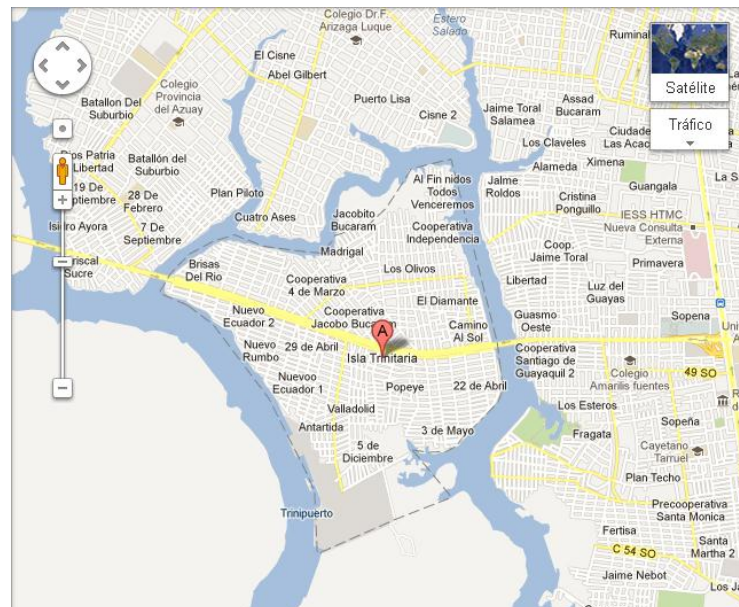 Colegio Dr.F.
Arizaga Luque
Estero
Salado
Ruminal
El Cisne
Abel Gilbert
Satélite
Tráfico
Batallon Del
Suburbio
Colegio
Provincia
del Azuay
Puerto Lisa
Cisne 2
Jaime Toral
Salamea
Assad
Bucaram
Los Claveles
Ciudade
Las Acac
Dios Patria
Libertad
Batallón del
Suburbio
Al Fin nidos
Todos
Venceremos
Jaime
Roldos
Alameda
Ximena
Guangala
La S
19 De
eptiembre
28 De
Febrero
Plan Piloto
Cuatro Ases
Jacobito
Bucaram
Cooperativa
Independencia
Cristina
Ponguillo
IESS HTMC
Nueva Consulta
Externa
Isidro Ayora
7 De
Septiembre
Madrigal
Coop.
Jaime Toral
Primavera
riscal
Sucre
Brisas
Del Rio
Los Olivos
Cooperativa
4 de Marzo
El Diamante
Libertad
Luz del
Guayas
Nuevo
Ecuador 2
Cooperativa
Jacobo Bucaram
Camino
Al Sol
Guasmo
Oeste
Sopena
A
Nuevo
Rumbo
29 de Abril
Isla Trinitaria
Cooperativa
Santiago de
Guayaquil 2
Colegio
Amarilis fuentes
49 SO
Nuevoo
Ecuador 1
Popeye
22 de Abril
Valladolid
Los Esteros
Sopeña
Antartida
3 de Mayo
Fragata
5 de
Diciembre
Cayetano
Tarruel
Plan Techo
Trinipuerto
Precooperativa
Santa Monica
Fertisa
C 54 SO
Santa
Martha 2
Jaime Nebot
Los J